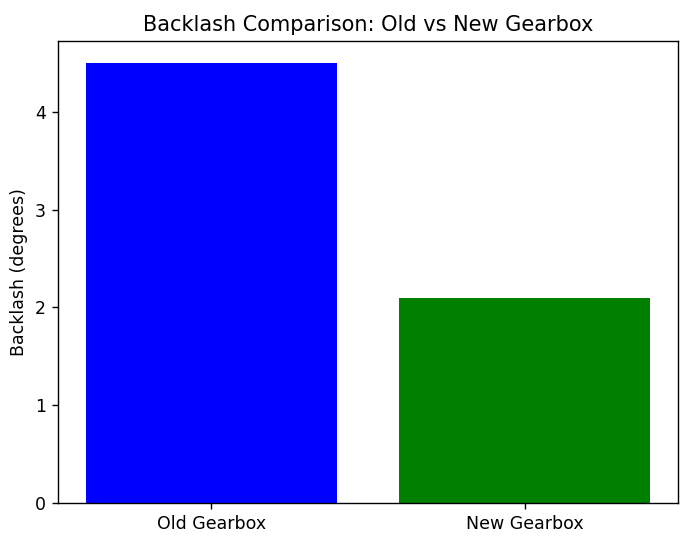 Backlash Comparison: Old vs New Gearbox
Backlash (degrees)
4
3
2
1
0
Old Gearbox
New Gearbox